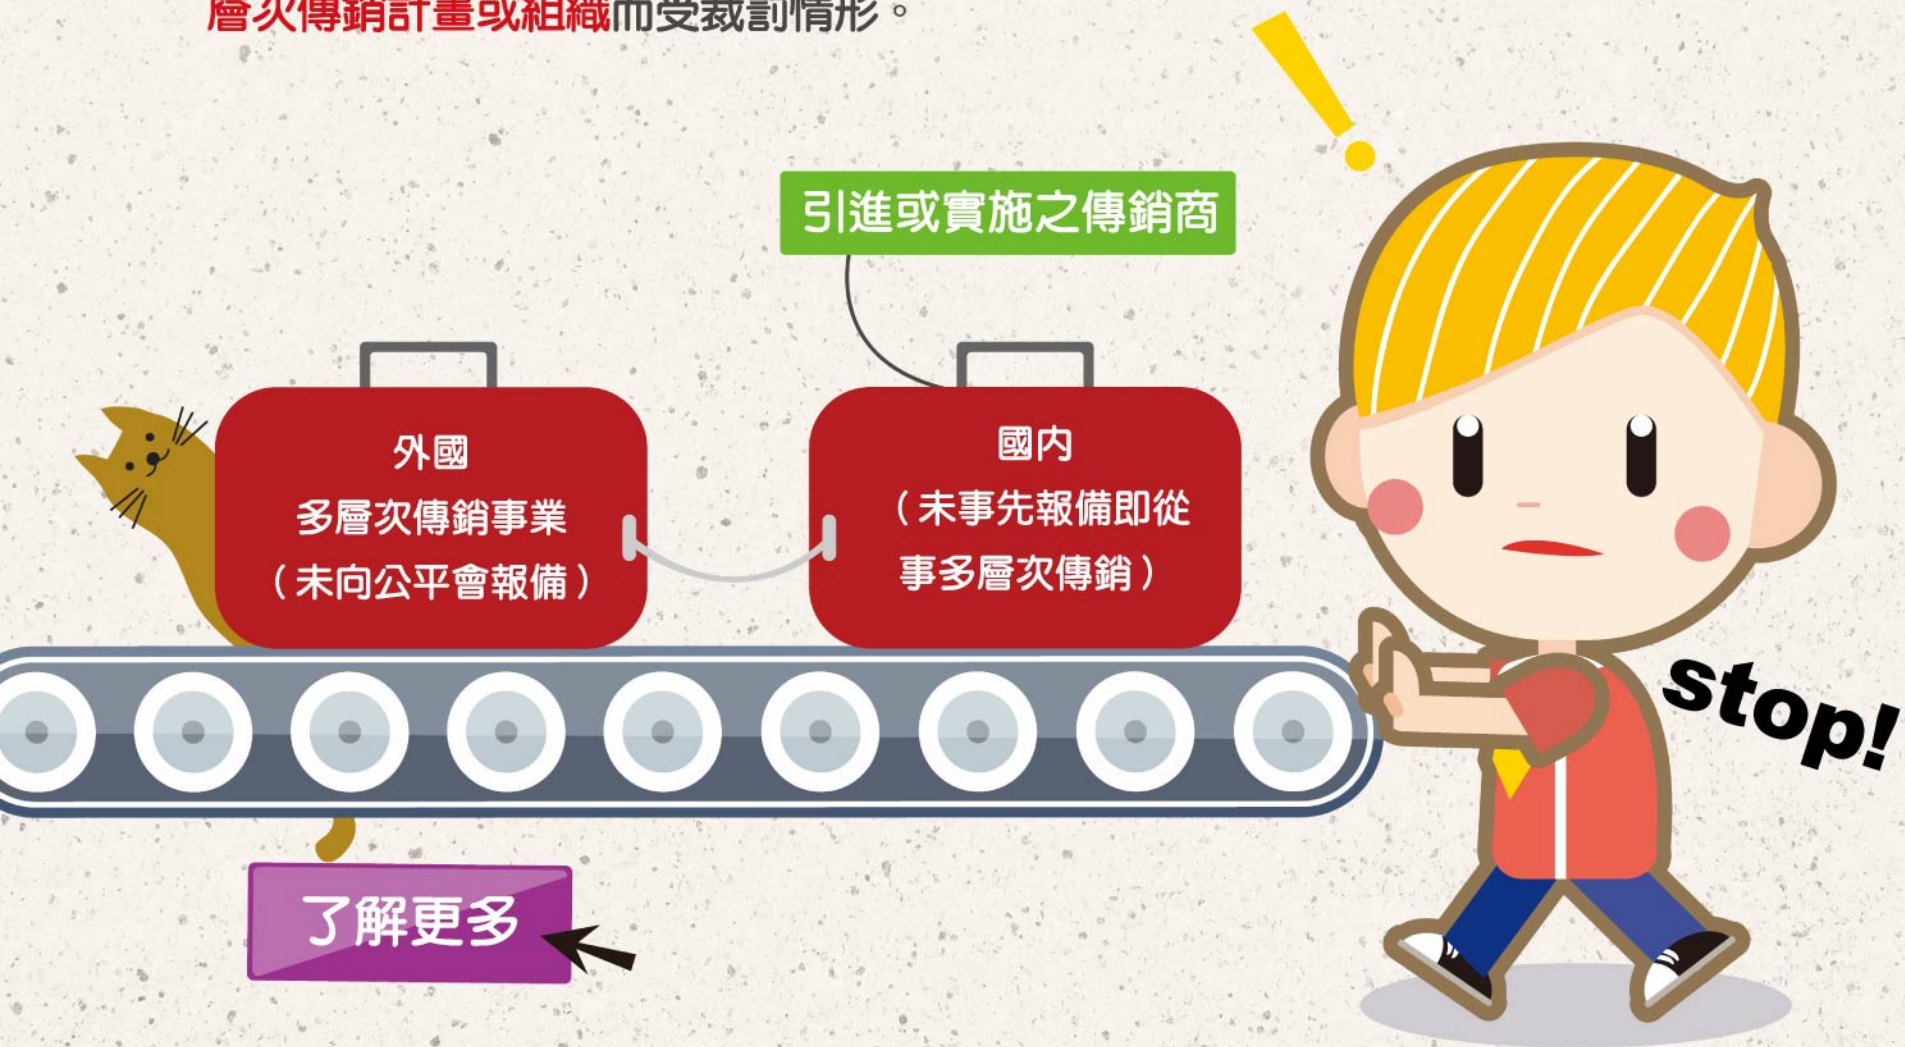 層次傳銷計畫或組織而受裁罰情形。
引進或實施之傳銷商
外國
多層次傳銷事業
（未向公平會報備）
國内
（未事先報備即從
事多層次傳銷）
stop!
了解更多